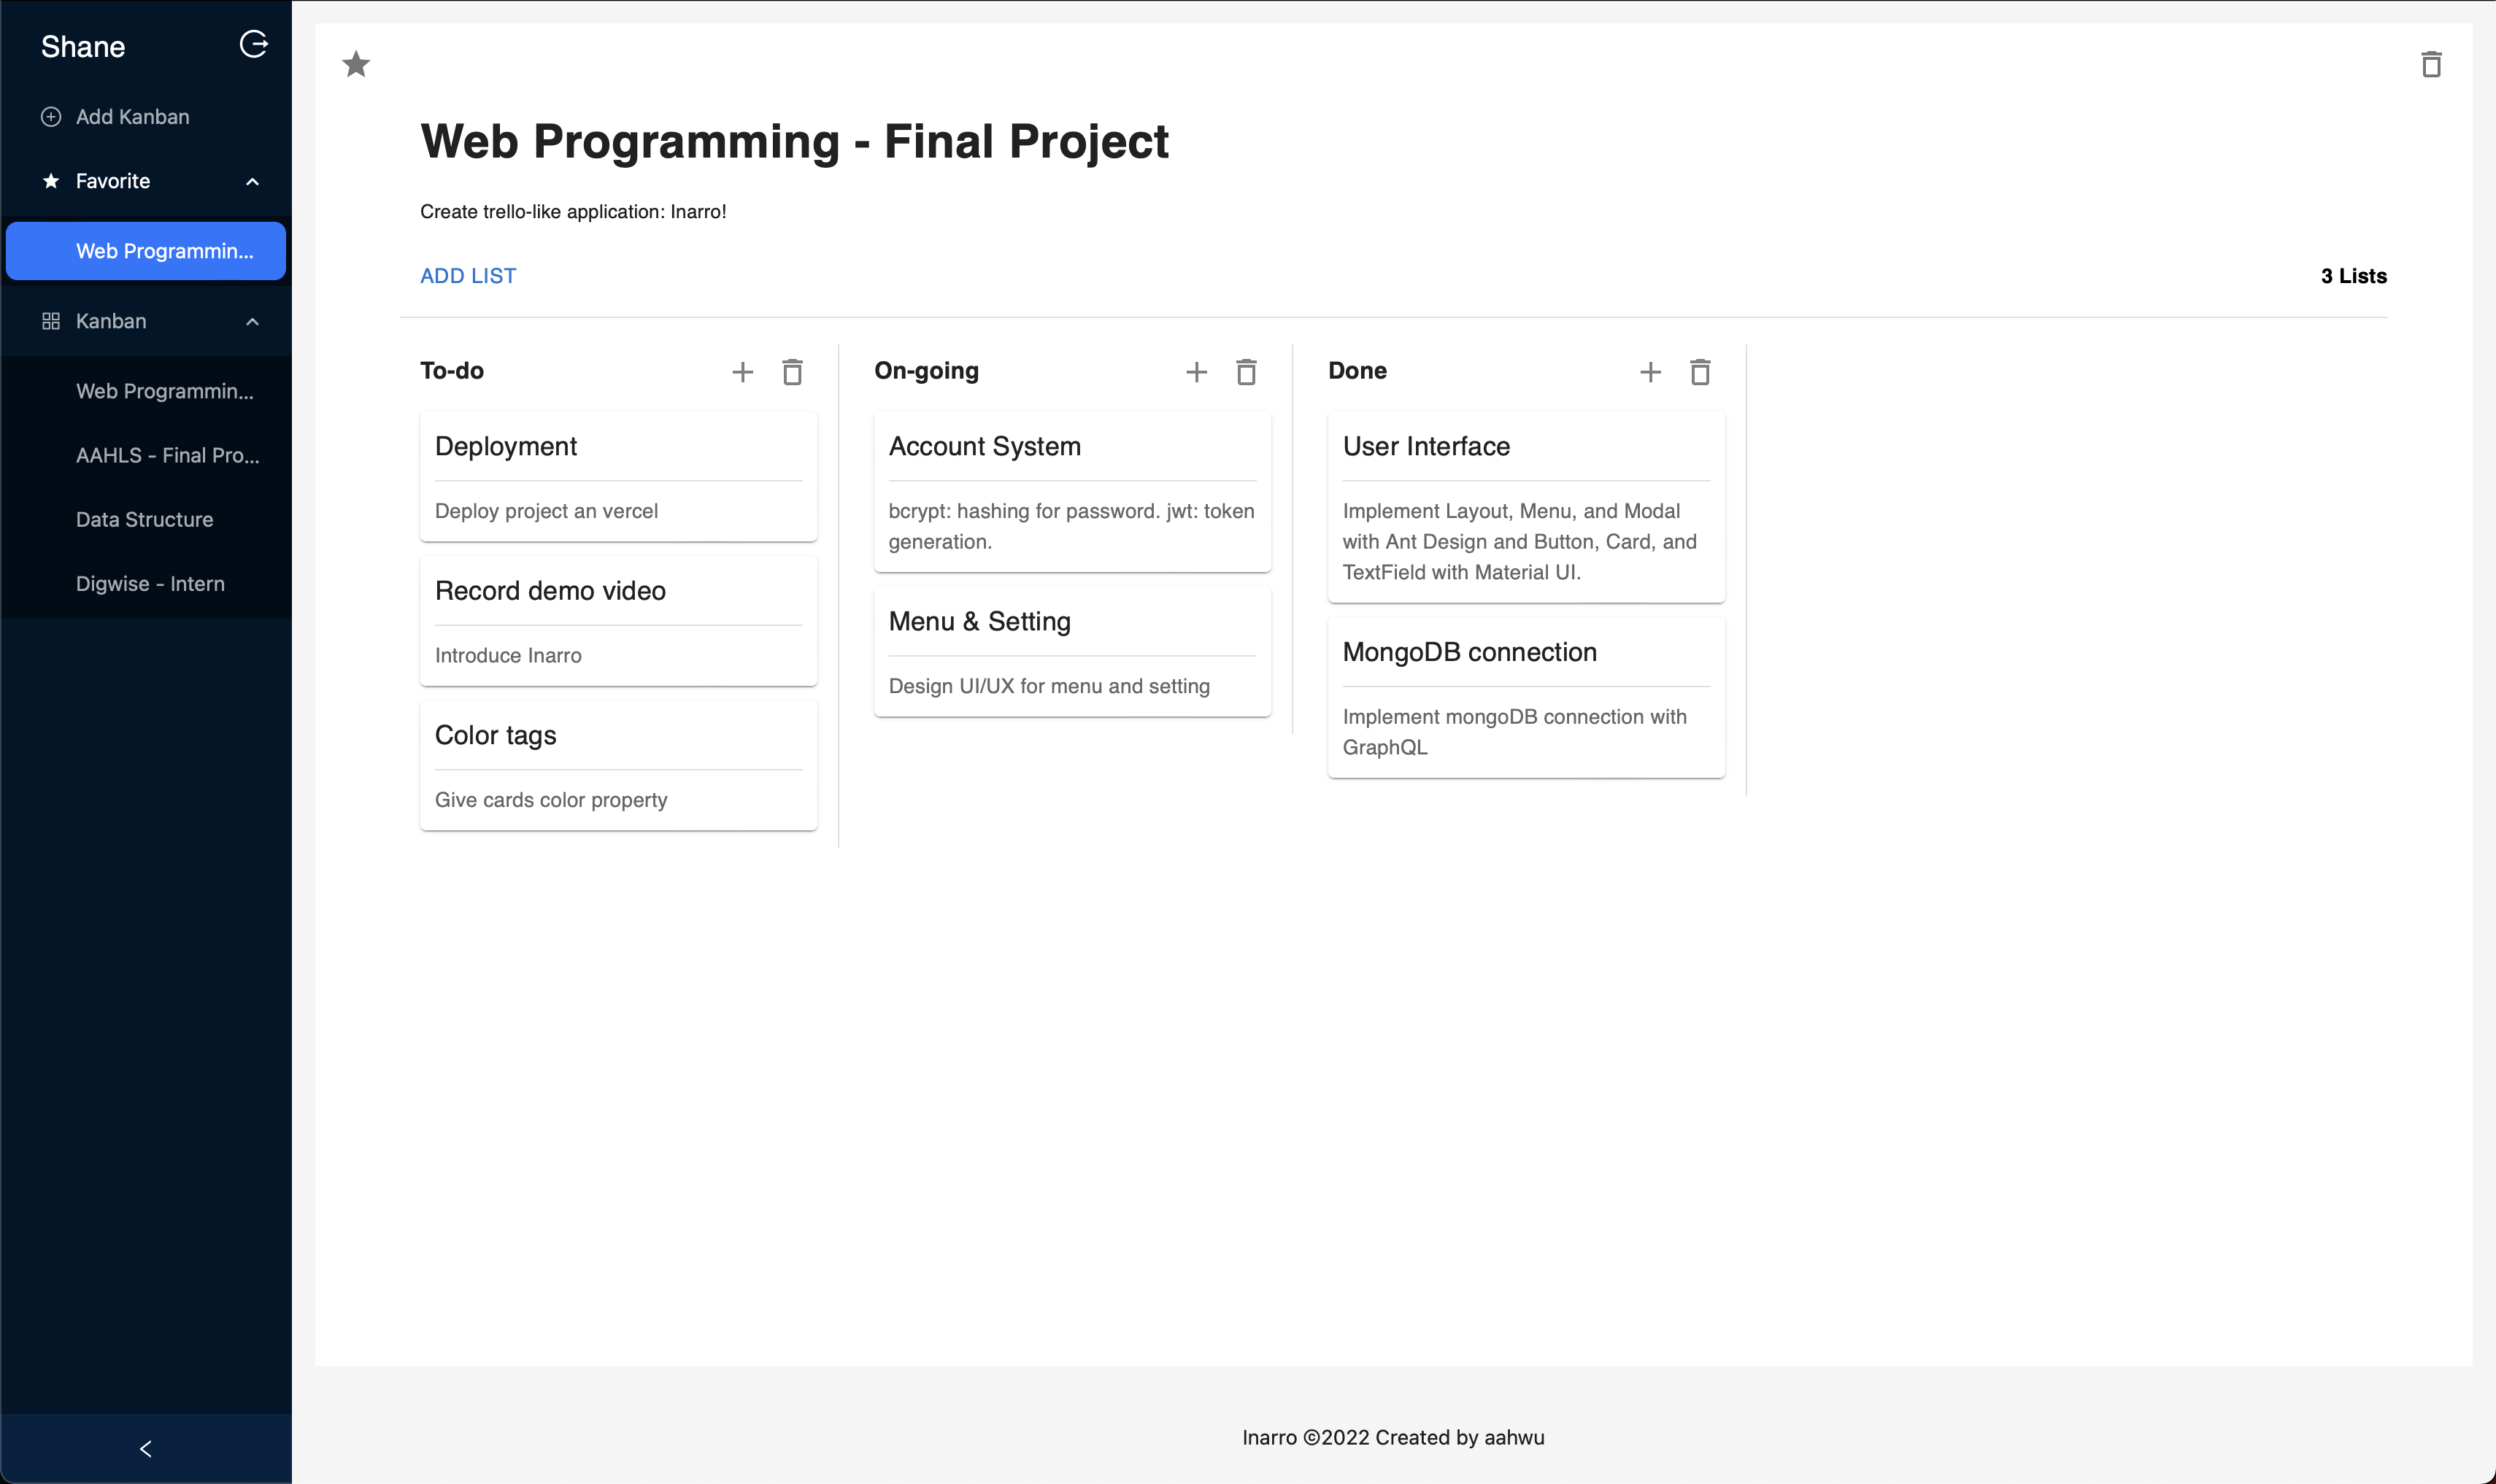 Shane
Add Kanban
Favorite
Web Programmin...
Kanban
Web Programmin...
AAHLS - Final Pro...
Data Structure
Digwise - Intern
Web Programming - Final Project
Create trello-like application: Inarro!
ADD LIST
3 Lists
To-do
Deployment
Deploy project an vercel
Record demo video
Introduce Inarro
Color tags
Give cards color property
On-going
Account System
bcrypt: hashing for password. jwt: token
generation.
Menu & Setting
Design UI/UX for menu and setting
Done
User Interface
Implement Layout, Menu, and Modal
with Ant Design and Button, Card, and
TextField with Material UI.
MongoDB connection
Implement mongoDB connection with
GraphQL
Inarro ©2022 Created by aahwu